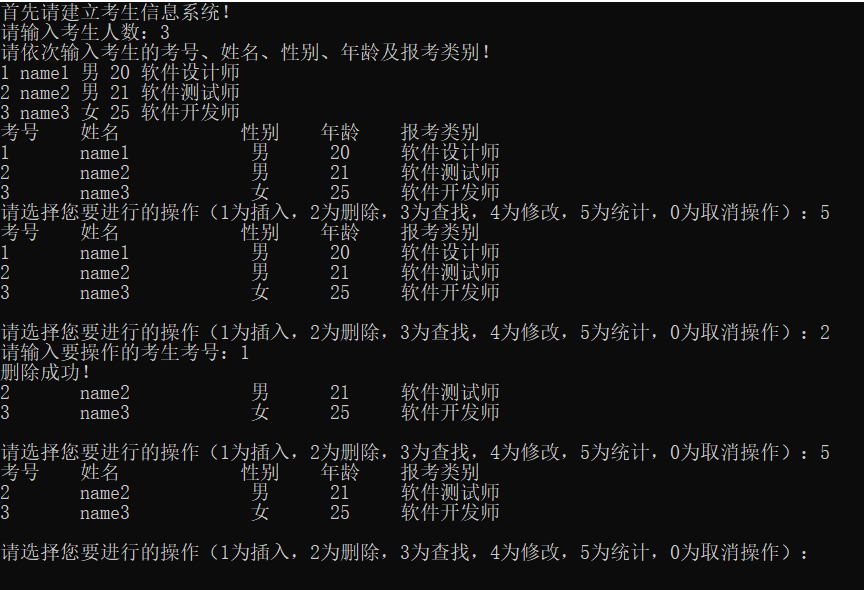 首先请建立考生信息系统！
请输入考生人数：3
请依次输入考生的考号、姓名、性别、年龄及报考类别！
1 name1 男 20 软件设计师
2 name2 男 21 软件测试师
3 name3 女 25 软件开发师
考号 姓名 性别 年龄 报考类别
1 name1 男 20 软件设计师
2 name2 男 21 软件测试师
3 name3 女 25 软件开发师
请选择您要进行的操作（1为插入，2为删除，3为查找，4为修改，5为统计，0为取消操作）：5
考号 姓名 性别 年龄 报考类别
1 name1 男 20 软件设计师
2 name2 男 21 软件测试师
3 name3 女 25 软件开发师
请选择您要进行的操作（1为插入，2为删除，3为查找，4为修改，5为统计，0为取消操作）：2
请输入要操作的考生考号：1
删除成功！
2 name2 男 21 软件测试师
3 name3 女 25 软件开发师
请选择您要进行的操作（1为插入，2为删除，3为查找，4为修改，5为统计，0为取消操作）：5
考号 姓名 性别 年龄 报考类别
2 name2 男 21 软件测试师
3 name3 女 25 软件开发师
请选择您要进行的操作（1为插入，2为删除，3为查找，4为修改，5为统计，0为取消操作）：